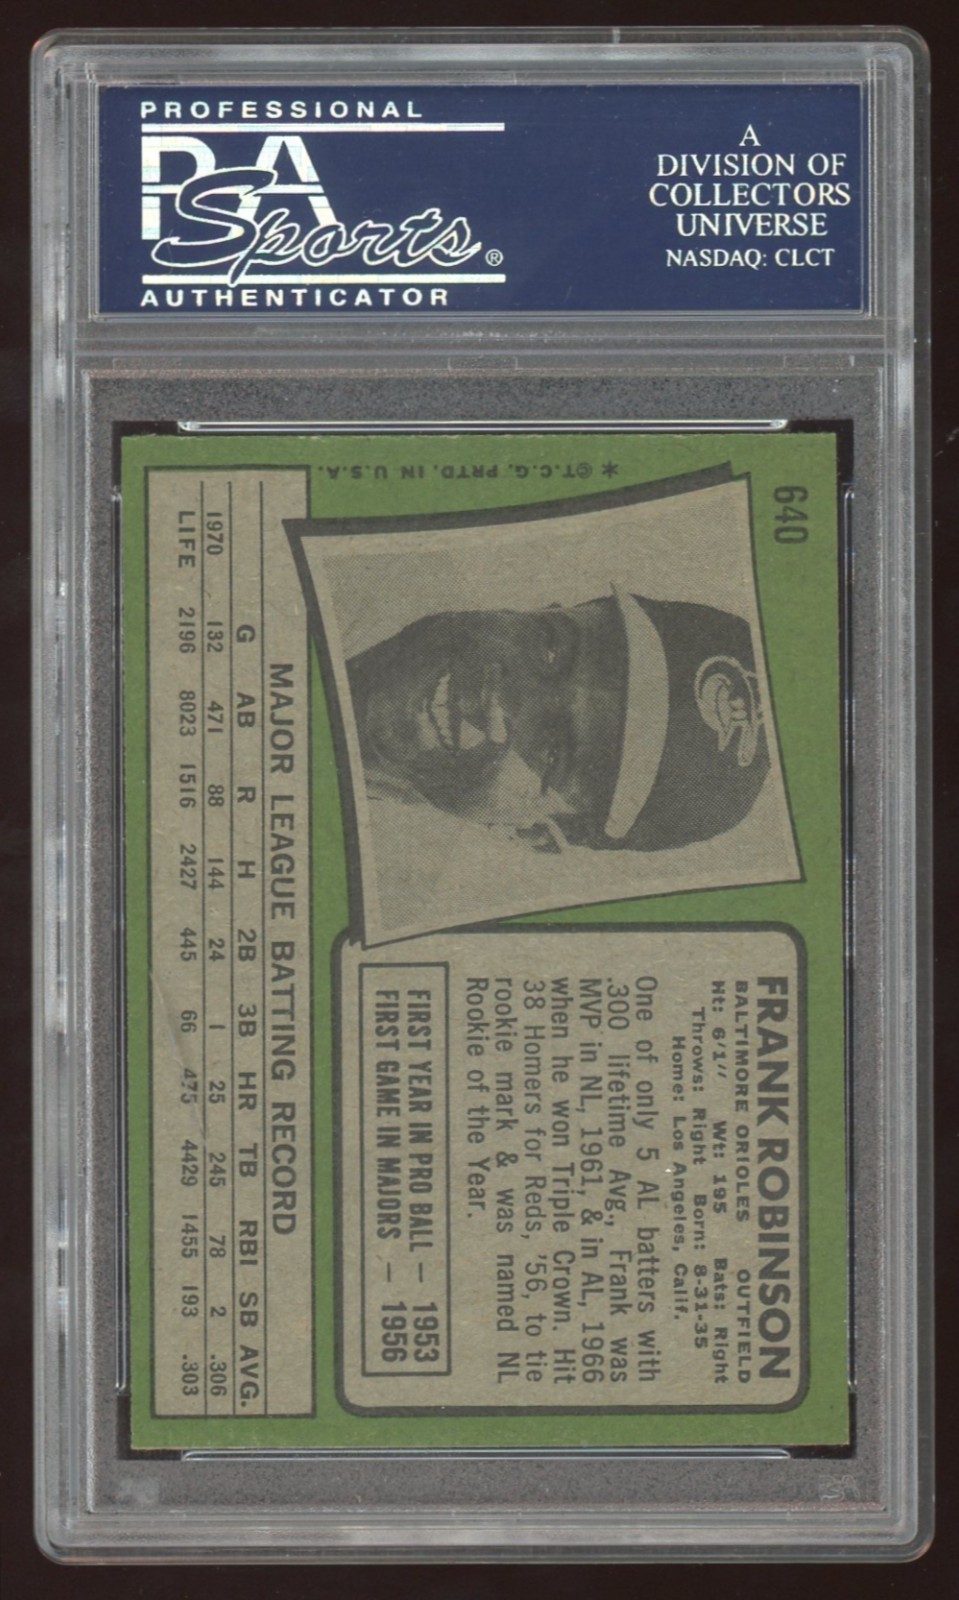 PROFESSIONAL
PSA
Sports®
AUTHENTICATOR
A
DIVISION OF
COLLECTORS
UNIVERSE
NASDAQ: CLCT
640
*©T.C.G. PRTD. IN U.S.A.
FRANK ROBINSON
BALTIMORE ORIOLES OUTFIELD
Ht: 6'1" Wt: 195 Bats: Right
Throws: Right Born: 8-31-35
Home: Los Angeles, Calif.
One of only 5 AL batters with
.300 lifetime Avg., Frank was
MVP in NL, 1961, & in AL, 1966
when he won Triple Crown. Hit
38 Homers for Reds, '56, to tie
rookie mark & was named NL
Rookie of the Year.
FIRST YEAR IN PRO BALL — 1953
FIRST GAME IN MAJORS — 1956
MAJOR LEAGUE BATTING RECORD
G AB R H 2B 3B HR TB RBI SB AVG.
1970 132 471 88 144 24 1 25 245 78 2 .306
LIFE 2196 8023 1516 2427 445 66 475 4429 1455 193 .303